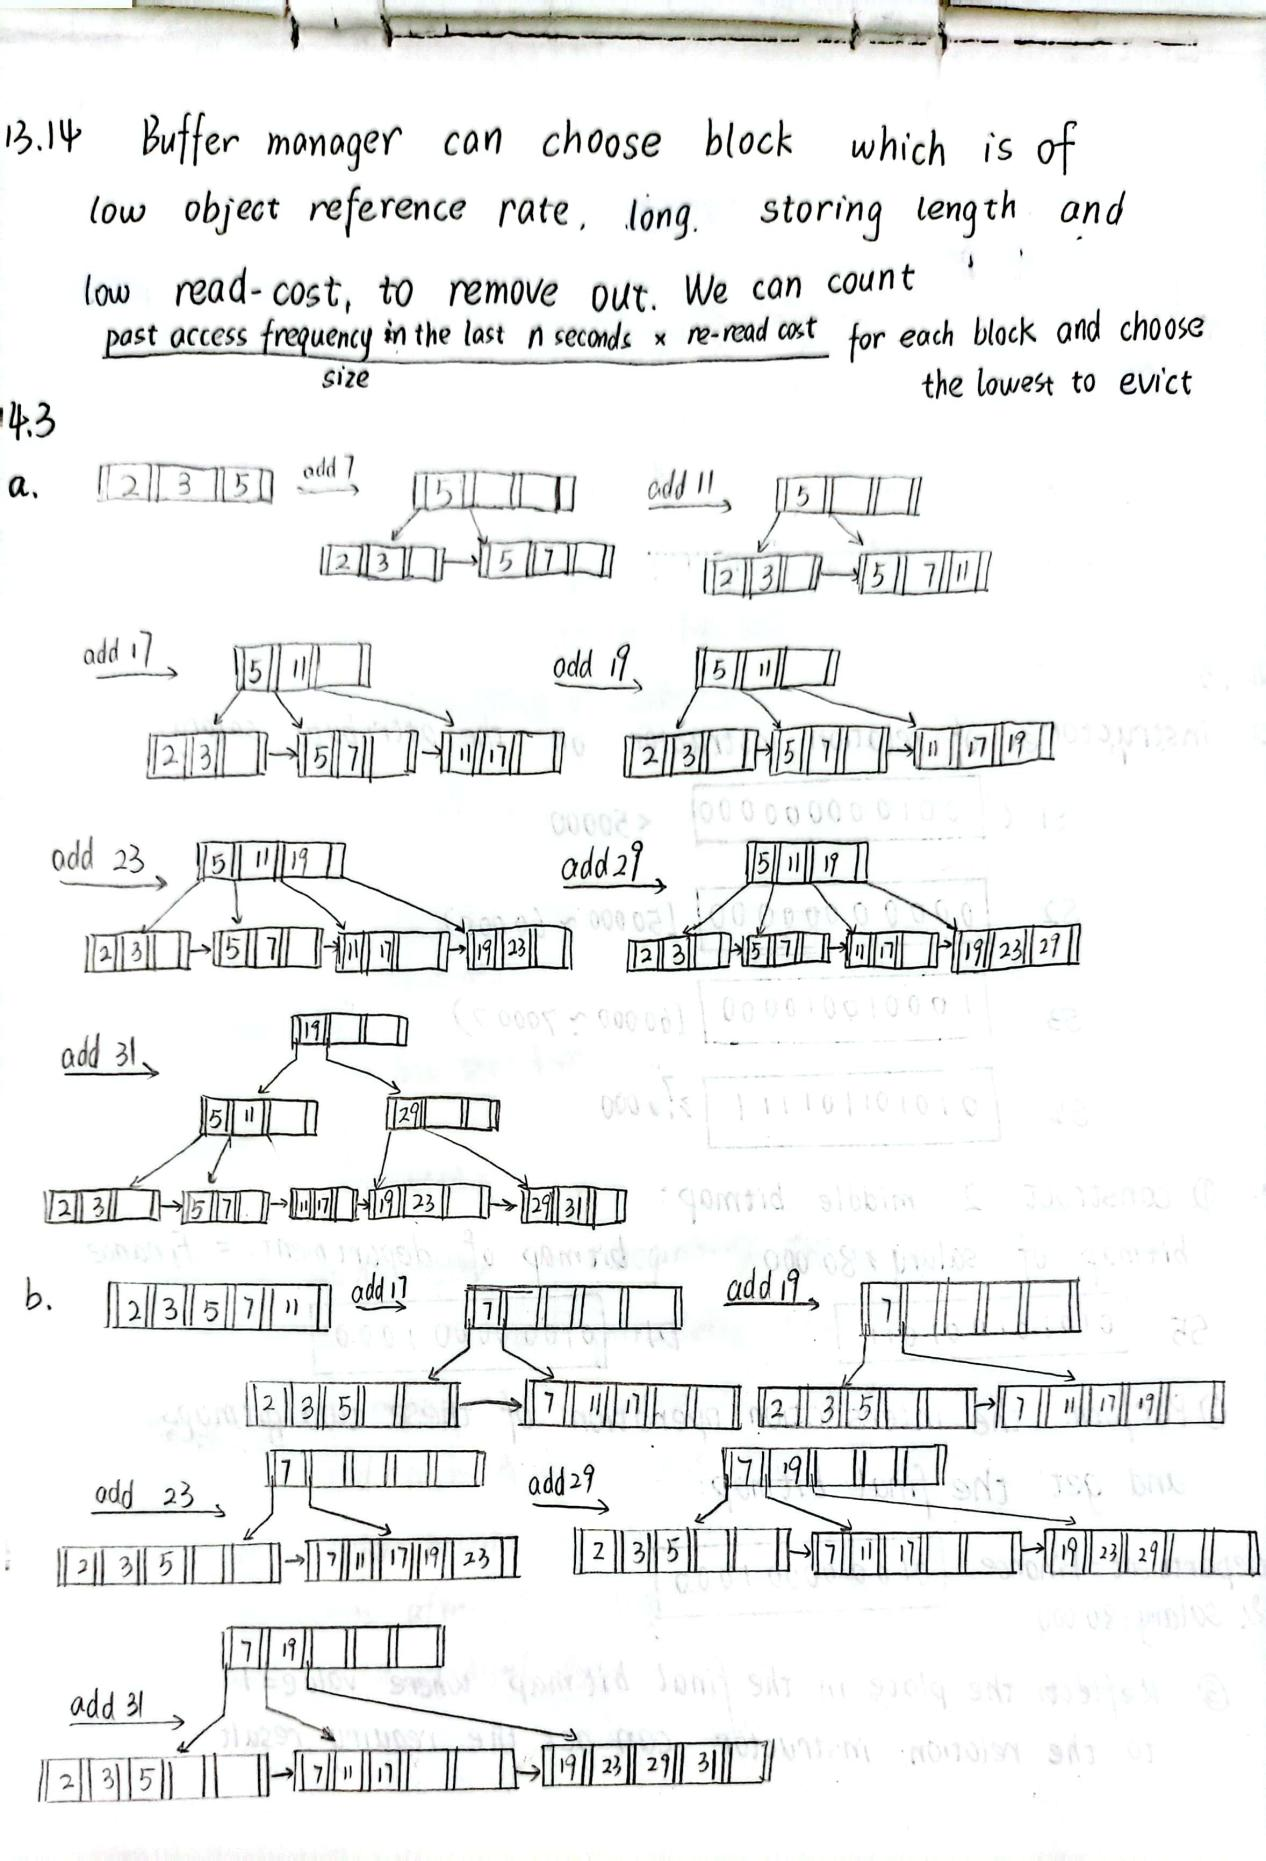 13.14 Buffer manager can choose block which is of
low object reference rate, long. storing length and
low read-cost, to remove out. We can count
past access frequency in the last n seconds × re-read cost for each block and choose
size the lowest to evict
14.3
a. 2 3 5 add 7 5 add 11 5
2 3 5 7 2 3 5 7 11
add 17 5 11 add 19 5 11
2 3 5 7 11 17 2 3 5 7 11 17 19
add 23 5 11 19 add 29 5 11 19
2 3 5 7 11 17 19 23 2 3 5 7 11 17 19 23 29
19
add 31
5 11 29
2 3 5 7 11 17 19 23 29 31
b. 2 3 5 7 11 add 17 7 add 19 7
2 3 5 7 11 17 2 3 5 7 11 17 19
add 23 7 add 29 7 19
2 3 5 7 11 17 19 23 2 3 5 7 11 17 19 23 29
7 19
add 31
2 3 5 7 11 17 19 23 29 31